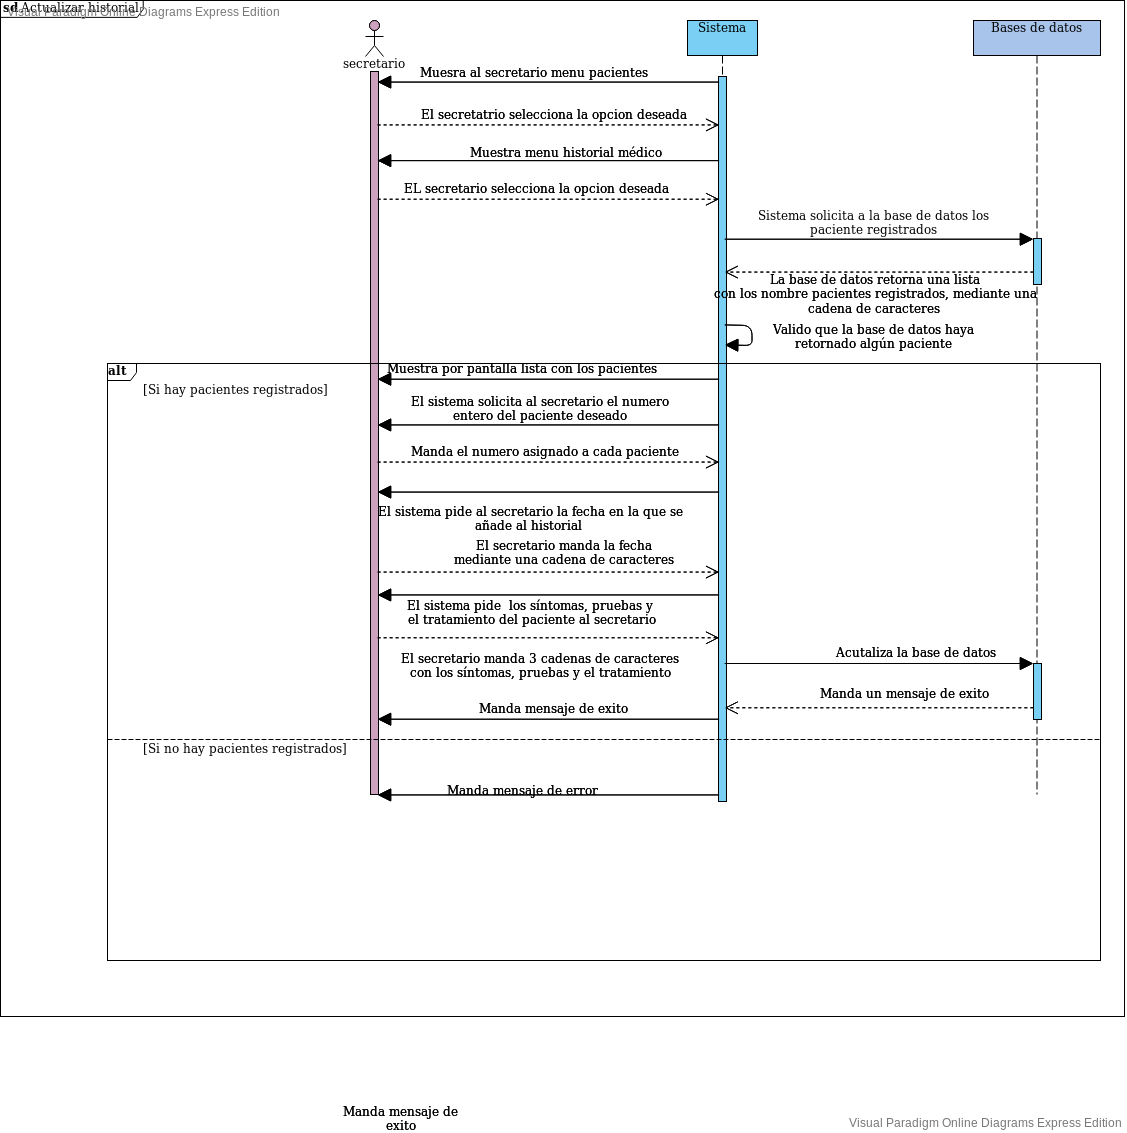 sd Actualizar historial
Visual Paradigm Online Diagrams Express Edition
secretario
Sistema
Bases de datos
Muesra al secretario menu pacientes
El secretatrio selecciona la opcion deseada
Muestra menu historial médico
EL secretario selecciona la opcion deseada
Sistema solicita a la base de datos los
paciente registrados
La base de datos retorna una lista
con los nombre pacientes registrados, mediante una
cadena de caracteres
Valido que la base de datos haya
retornado algún paciente
alt
Muestra por pantalla lista con los pacientes
[Si hay pacientes registrados]
El sistema solicita al secretario el numero
entero del paciente deseado
Manda el numero asignado a cada paciente
El sistema pide al secretario la fecha en la que se
añade al historial
El secretario manda la fecha
mediante una cadena de caracteres
El sistema pide  los síntomas, pruebas y
el tratamiento del paciente al secretario
El secretario manda 3 cadenas de caracteres
con los síntomas, pruebas y el tratamiento
Acutaliza la base de datos
Manda un mensaje de exito
Manda mensaje de exito
[Si no hay pacientes registrados]
Manda mensaje de error
Manda mensaje de
exito
Visual Paradigm Online Diagrams Express Edition